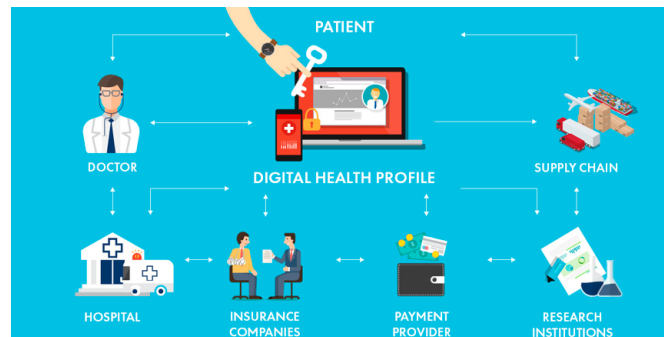 PATIENT
DOCTOR
DIGITAL HEALTH PROFILE
SUPPLY CHAIN
HOSPITAL
INSURANCE
COMPANIES
PAYMENT
PROVIDER
RESEARCH
INSTITUTIONS